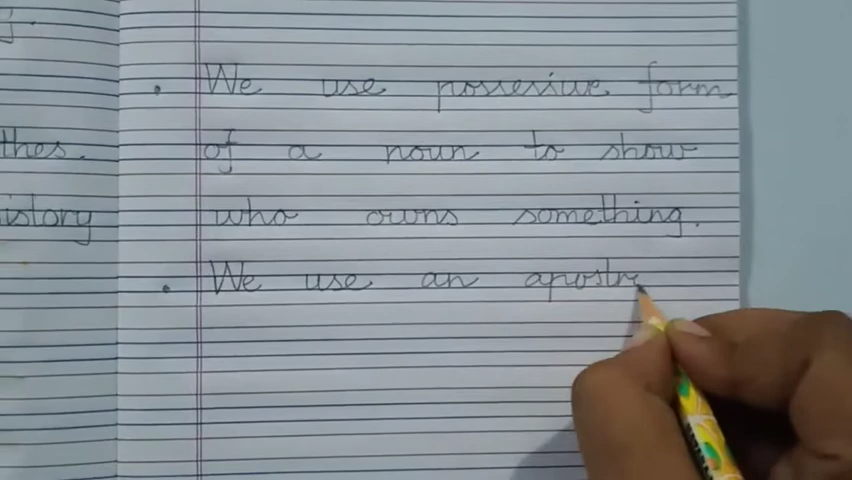 We use possesive form
thes. of a noun to show
istory who owns something.
We use an apostr